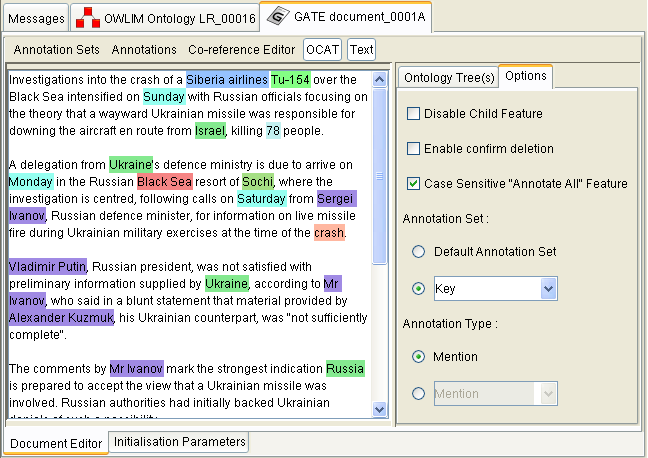 Messages
OWLIM Ontology LR_00016
GATE document_0001A
Annotation Sets Annotations Co-reference Editor OCAT Text
Investigations into the crash of a Siberia airlines Tu-154 over the
Black Sea intensified on Sunday with Russian officials focusing on
the theory that a wayward Ukrainian missile was responsible for
downing the aircraft en route from Israel, killing 78 people.
A delegation from Ukraine's defence ministry is due to arrive on
Monday in the Russian Black Sea resort of Sochi, where the
investigation is centred, following calls on Saturday from Sergei
Ivanov, Russian defence minister, for information on live missile
fire during Ukrainian military exercises at the time of the crash.
Vladimir Putin, Russian president, was not satisfied with
preliminary information supplied by Ukraine, according to Mr
Ivanov, who said in a blunt statement that material provided by
Alexander Kuzmuk, his Ukrainian counterpart, was "not sufficiently
complete".
The comments by Mr Ivanov mark the strongest indication Russia
is prepared to accept the view that a Ukrainian missile was
involved. Russian authorities had initially backed Ukrainian
Ontology Tree(s)
Options
Disable Child Feature
Enable confirm deletion
Case Sensitive "Annotate All" Feature
Annotation Set :
Default Annotation Set
Key
Annotation Type :
Mention
Mention
Document Editor
Initialisation Parameters